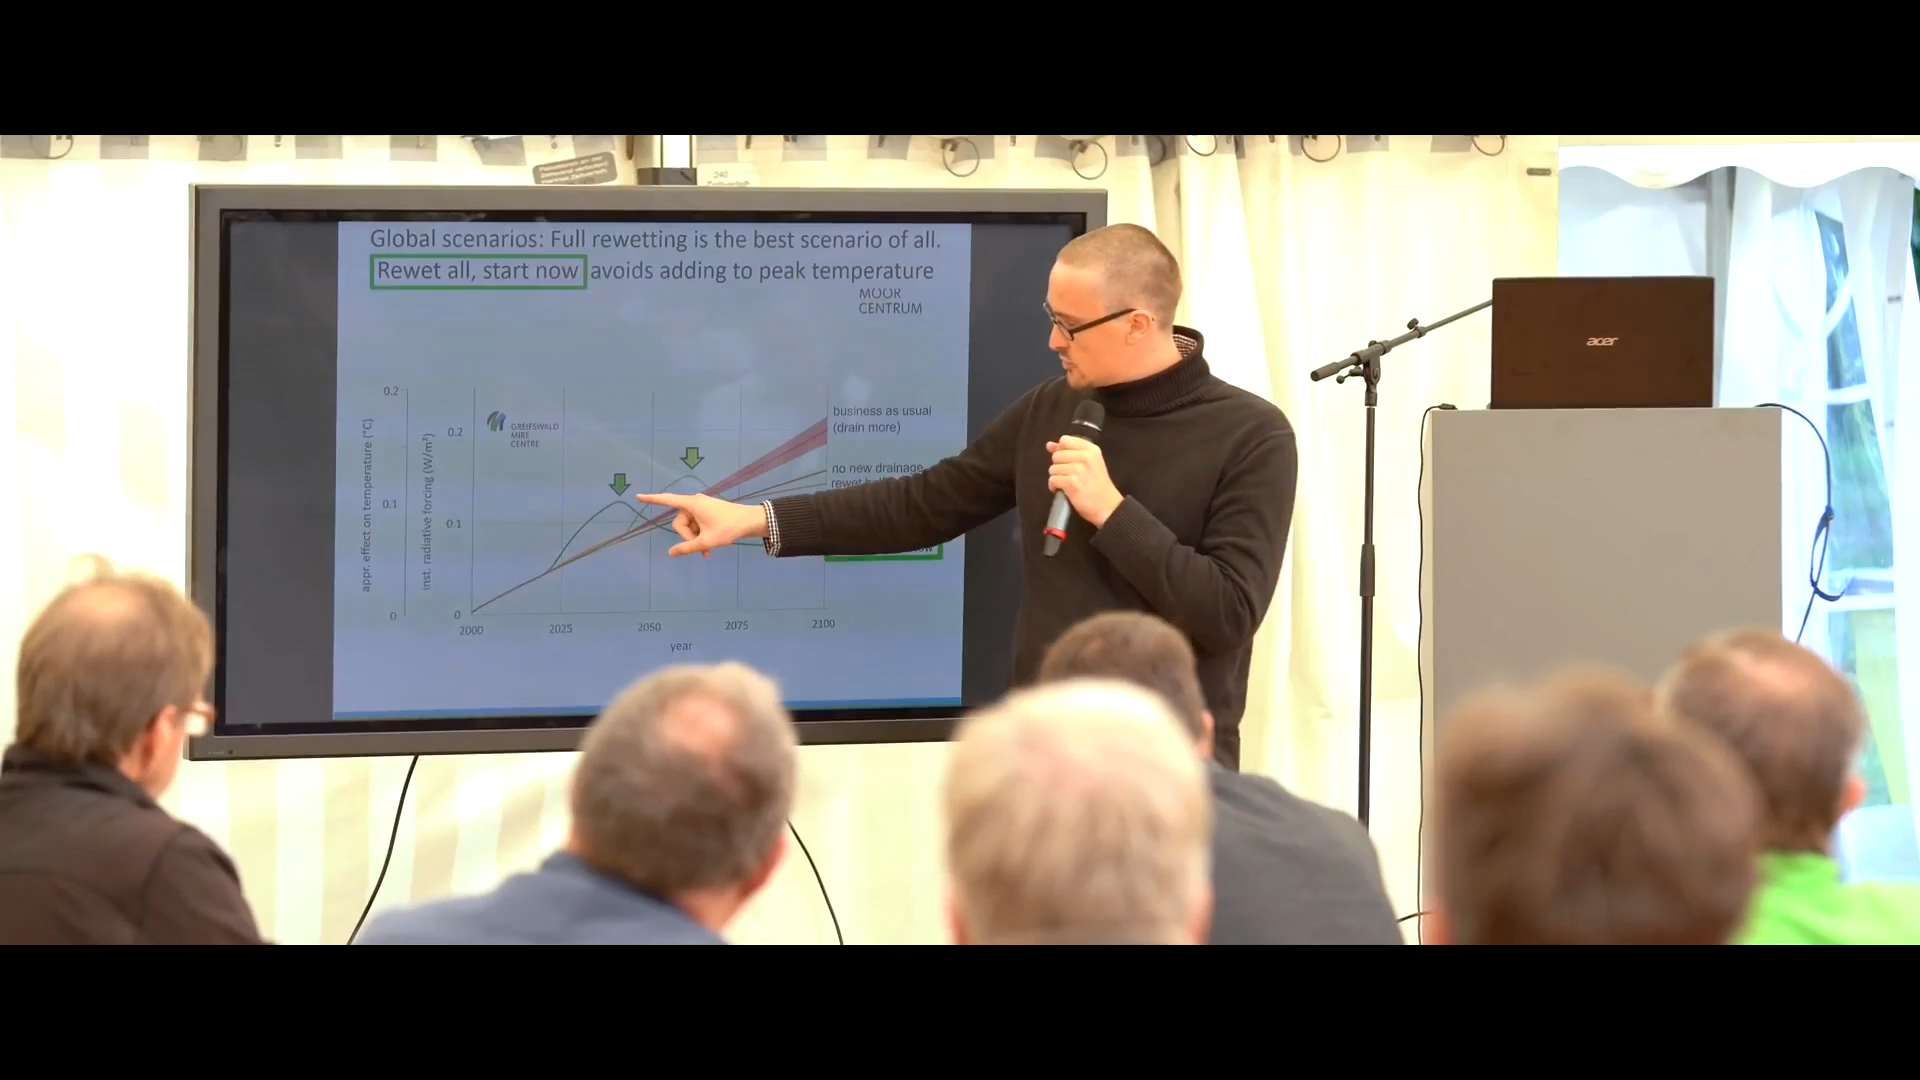 240
Global scenarios: Full rewetting is the best scenario of all.
Rewet all, start now avoids adding to peak temperature
MOOR
CENTRUM
acer
0.2
0.1
0
appr. effect on temperature (°C)
0.2
0.1
0
inst. radiative forcing (W/m²)
GREIFSWALD
MIRE
CENTRE
business as usual
(drain more)
no new drainage
rewet
2000
2025
2050
2075
2100
year